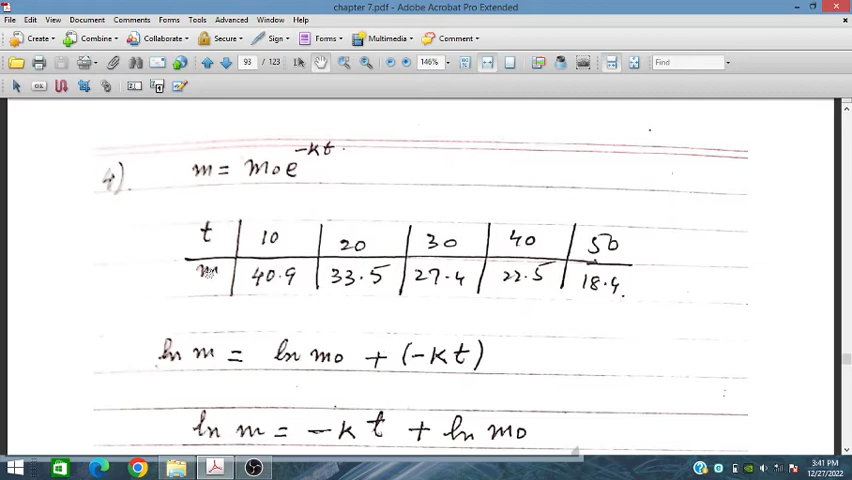 chapter 7.pdf - Adobe Acrobat Pro Extended
File Edit View Document Comments Forms Tools Advanced Window Help
Create Combine Collaborate Secure Sign Forms Multimedia Comment
93 / 123 146% Find
4) m = m0e^-kt
t 10 20 30 40 50
m 40.9 33.5 27.4 22.5 18.4
ln m = ln m0 + (-kt)
ln m = -kt + ln m0
3:41 PM
12/27/2022